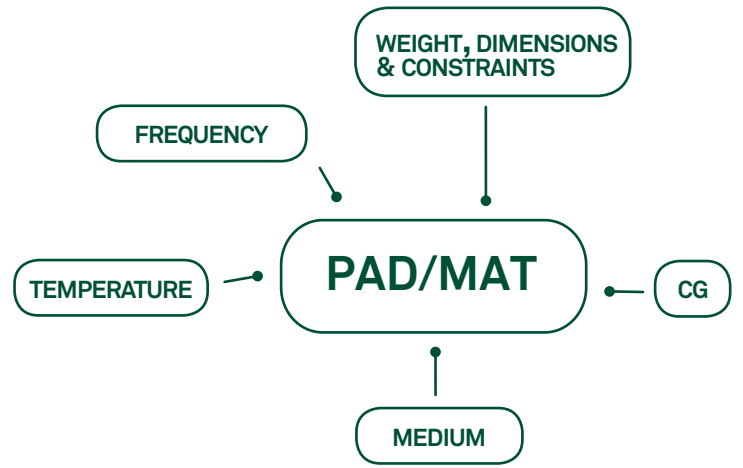 WEIGHT, DIMENSIONS
& CONSTRAINTS
FREQUENCY
PAD/MAT
TEMPERATURE
CG
MEDIUM